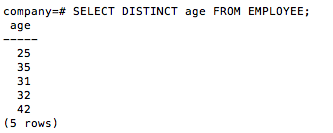 company=# SELECT DISTINCT age FROM EMPLOYEE;
age
-----
25
35
31
32
42
(5 rows)